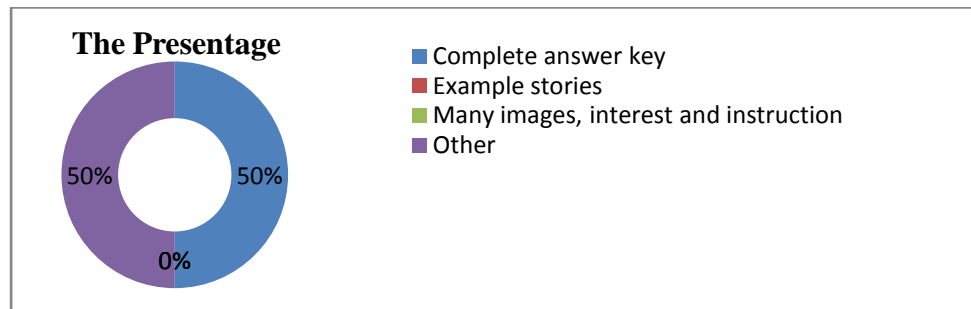 The Presentage
Complete answer key
Example stories
Many images, interest and instruction
Other
50%
50%
0%